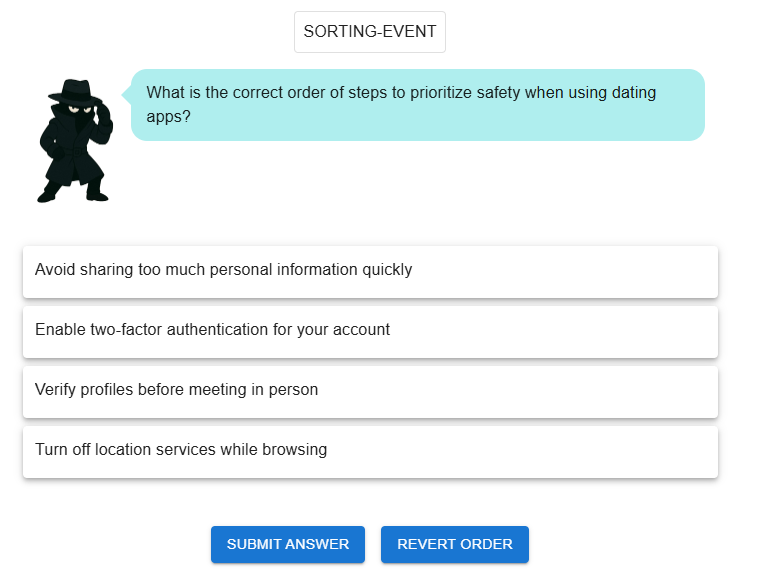 SORTING-EVENT
What is the correct order of steps to prioritize safety when using dating
apps?
Avoid sharing too much personal information quickly
Enable two-factor authentication for your account
Verify profiles before meeting in person
Turn off location services while browsing
SUBMIT ANSWER REVERT ORDER